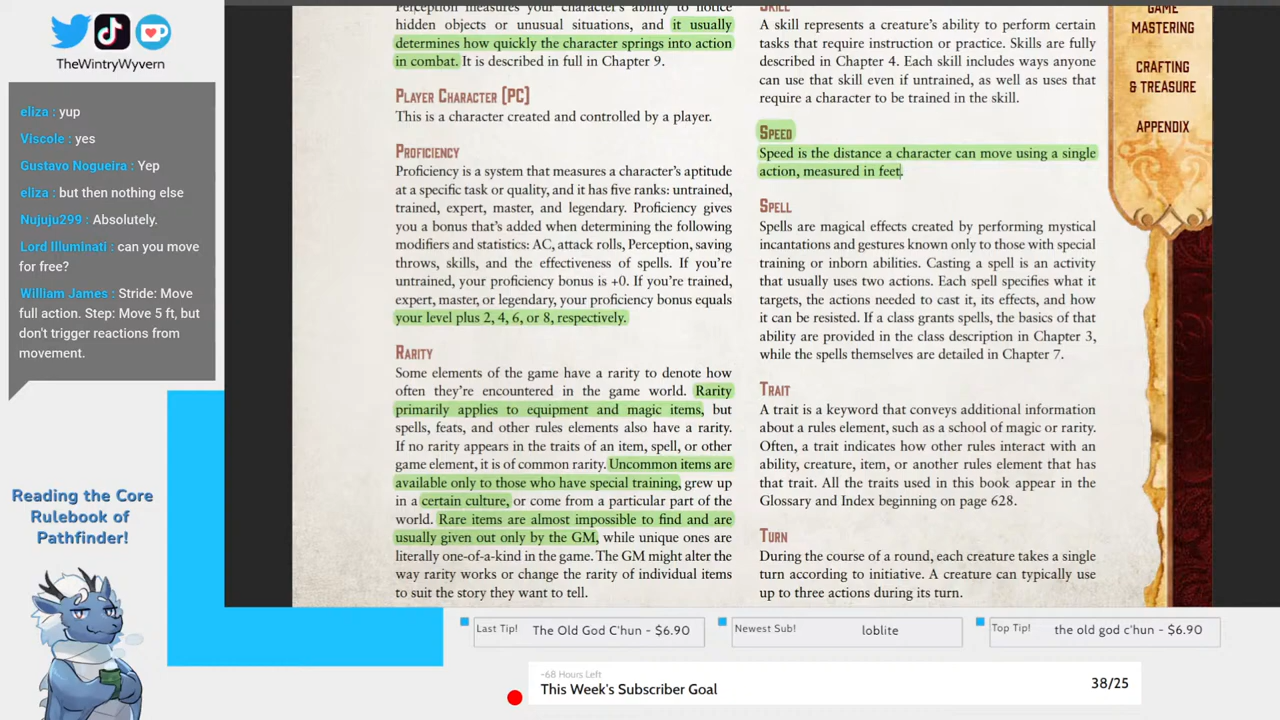 TheWintryWyvern
eliza : yup
Viscole : yes
Gustavo Nogueira : Yep
eliza : but then nothing else
Nujuju299 : Absolutely.
Lord Illuminati : can you move
for free?
William James : Stride: Move
full action. Step: Move 5 ft, but
don't trigger reactions from
movement.
Reading the Core
Rulebook of
Pathfinder!
Perception measures your character's ability to notice
hidden objects or unusual situations, and it usually
determines how quickly the character springs into action
in combat. It is described in full in Chapter 9.
PLAYER CHARACTER (PC)
This is a character created and controlled by a player.
PROFICIENCY
Proficiency is a system that measures a character's aptitude
at a specific task or quality, and it has five ranks: untrained,
trained, expert, master, and legendary. Proficiency gives
you a bonus that's added when determining the following
modifiers and statistics: AC, attack rolls, Perception, saving
throws, skills, and the effectiveness of spells. If you're
untrained, your proficiency bonus is +0. If you're trained,
expert, master, or legendary, your proficiency bonus equals
your level plus 2, 4, 6, or 8, respectively.
RARITY
Some elements of the game have a rarity to denote how
often they're encountered in the game world. Rarity
primarily applies to equipment and magic items, but
spells, feats, and other rules elements also have a rarity.
If no rarity appears in the traits of an item, spell, or other
game element, it is of common rarity. Uncommon items are
available only to those who have special training, grew up
in a certain culture, or come from a particular part of the
world. Rare items are almost impossible to find and are
usually given out only by the GM, while unique ones are
literally one-of-a-kind in the game. The GM might alter the
way rarity works or change the rarity of individual items
to suit the story they want to tell.
SKILL
A skill represents a creature's ability to perform certain
tasks that require instruction or practice. Skills are fully
described in Chapter 4. Each skill includes ways anyone
can use that skill even if untrained, as well as uses that
require a character to be trained in the skill.
SPEED
Speed is the distance a character can move using a single
action, measured in feet.
SPELL
Spells are magical effects created by performing mystical
incantations and gestures known only to those with special
training or inborn abilities. Casting a spell is an activity
that usually uses two actions. Each spell specifies what it
targets, the actions needed to cast it, its effects, and how
it can be resisted. If a class grants spells, the basics of that
ability are provided in the class description in Chapter 3,
while the spells themselves are detailed in Chapter 7.
TRAIT
A trait is a keyword that conveys additional information
about a rules element, such as a school of magic or rarity.
Often, a trait indicates how other rules interact with an
ability, creature, item, or another rules element that has
that trait. All the traits used in this book appear in the
Glossary and Index beginning on page 628.
TURN
During the course of a round, each creature takes a single
turn according to initiative. A creature can typically use
up to three actions during its turn.
GAME
MASTERING
CRAFTING
& TREASURE
APPENDIX
Last Tip! The Old God C'hun - $6.90
Newest Sub! loblite
Top Tip! the old god c'hun - $6.90
~68 Hours Left
This Week's Subscriber Goal
38/25